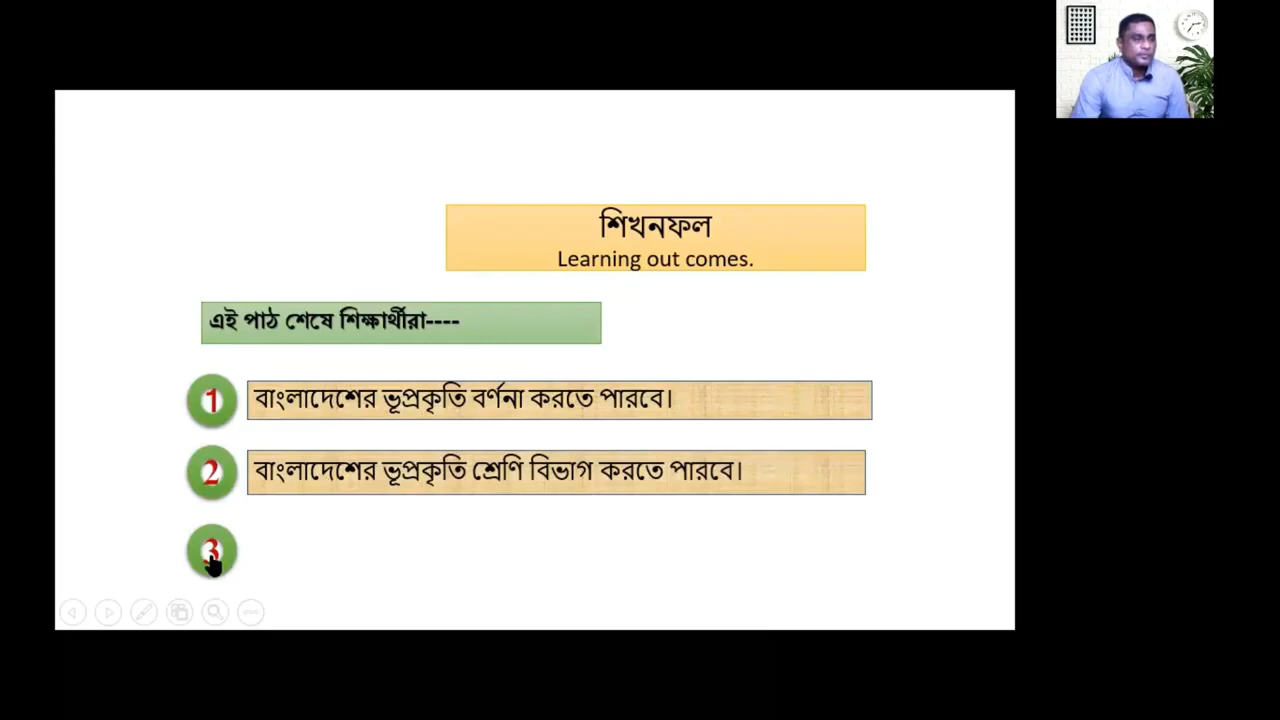 শিখনফল
Learning out comes.
এই পাঠ শেষে শিক্ষার্থীরা----
1 বাংলাদেশের ভূপ্রকৃতি বর্ণনা করতে পারবে।
2 বাংলাদেশের ভূপ্রকৃতি শ্রেণি বিভাগ করতে পারবে।
3